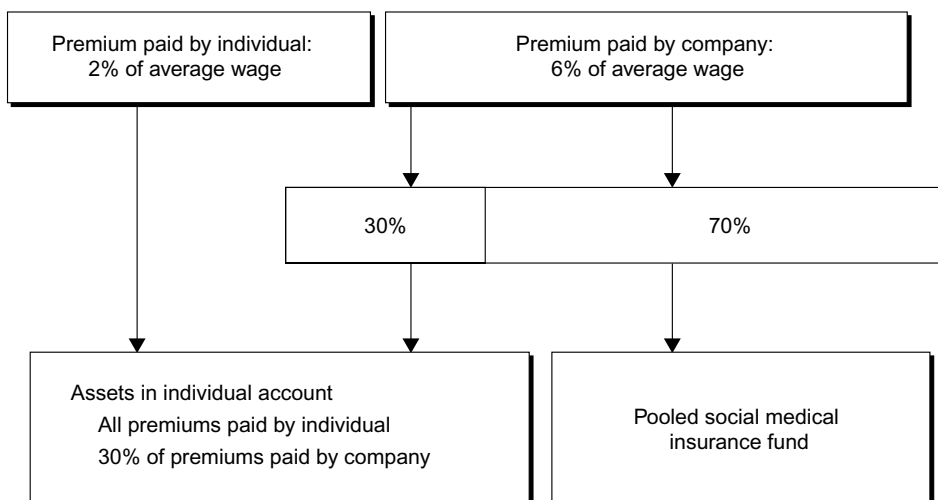 Premium paid by individual:
2% of average wage
Premium paid by company:
6% of average wage
30%
70%
Assets in individual account
All premiums paid by individual
30% of premiums paid by company
Pooled social medical
insurance fund